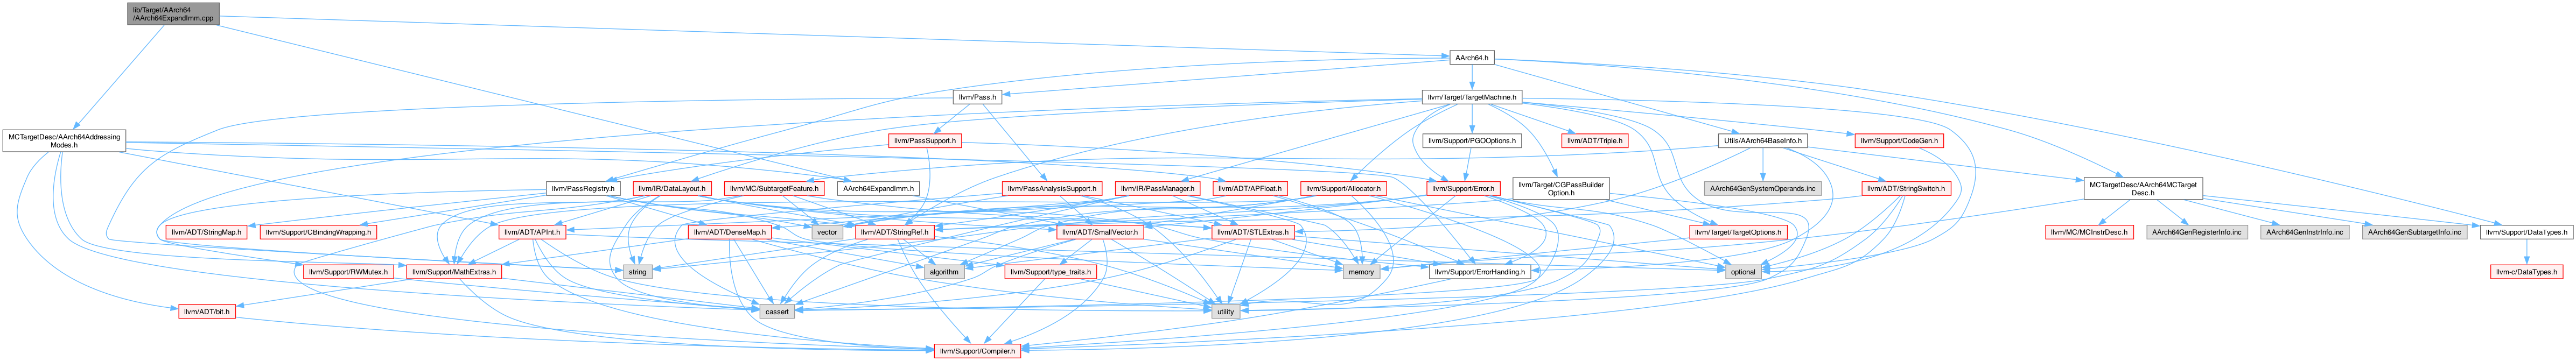 lib/Target/AArch64
/AArch64ExpandImm.cpp
AArch64.h
llvm/Pass.h
llvm/Target/TargetMachine.h
MCTargetDesc/AArch64Addressing
Modes.h
llvm/PassSupport.h
llvm/Support/PGOOptions.h
llvm/ADT/Triple.h
Utils/AArch64BaseInfo.h
llvm/Support/CodeGen.h
llvm/PassRegistry.h
llvm/IR/DataLayout.h
llvm/MC/SubtargetFeature.h
AArch64ExpandImm.h
llvm/PassAnalysisSupport.h
llvm/IR/PassManager.h
llvm/ADT/APFloat.h
llvm/Support/Allocator.h
llvm/Support/Error.h
llvm/Target/CGPassBuilder
Option.h
AArch64GenSystemOperands.inc
llvm/ADT/StringSwitch.h
MCTargetDesc/AArch64MCTarget
Desc.h
llvm/ADT/StringMap.h
llvm/Support/CBindingWrapping.h
llvm/ADT/APInt.h
llvm/ADT/DenseMap.h
vector
llvm/ADT/StringRef.h
llvm/ADT/SmallVector.h
llvm/ADT/STLExtras.h
llvm/Target/TargetOptions.h
llvm/MC/MCInstrDesc.h
AArch64GenRegisterInfo.inc
AArch64GenInstrInfo.inc
AArch64GenSubtargetInfo.inc
llvm/Support/DataTypes.h
llvm/Support/RWMutex.h
llvm/Support/MathExtras.h
string
algorithm
llvm/Support/type_traits.h
memory
llvm/Support/ErrorHandling.h
optional
llvm-c/DataTypes.h
llvm/ADT/bit.h
cassert
utility
llvm/Support/Compiler.h